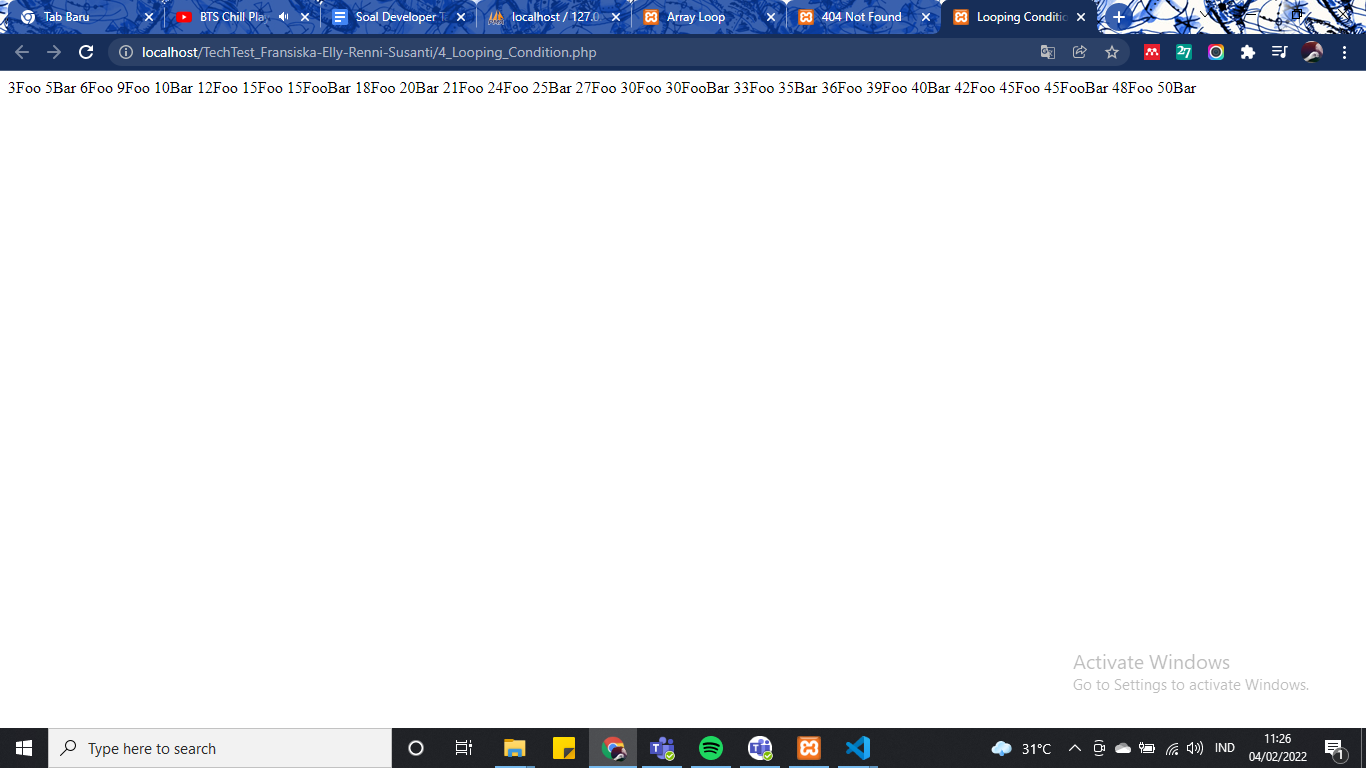 Tab Baru
BTS Chill Pla
Soal Developer T
localhost / 127.0
Array Loop
404 Not Found
Looping Conditio
localhost/TechTest_Fransiska-Elly-Renni-Susanti/4_Looping_Condition.php
27
3Foo 5Bar 6Foo 9Foo 10Bar 12Foo 15Foo 15FooBar 18Foo 20Bar 21Foo 24Foo 25Bar 27Foo 30Foo 30FooBar 33Foo 35Bar 36Foo 39Foo 40Bar 42Foo 45Foo 45FooBar 48Foo 50Bar
Activate Windows
Go to Settings to activate Windows.
Type here to search
31°C
IND
11:26
04/02/2022
1